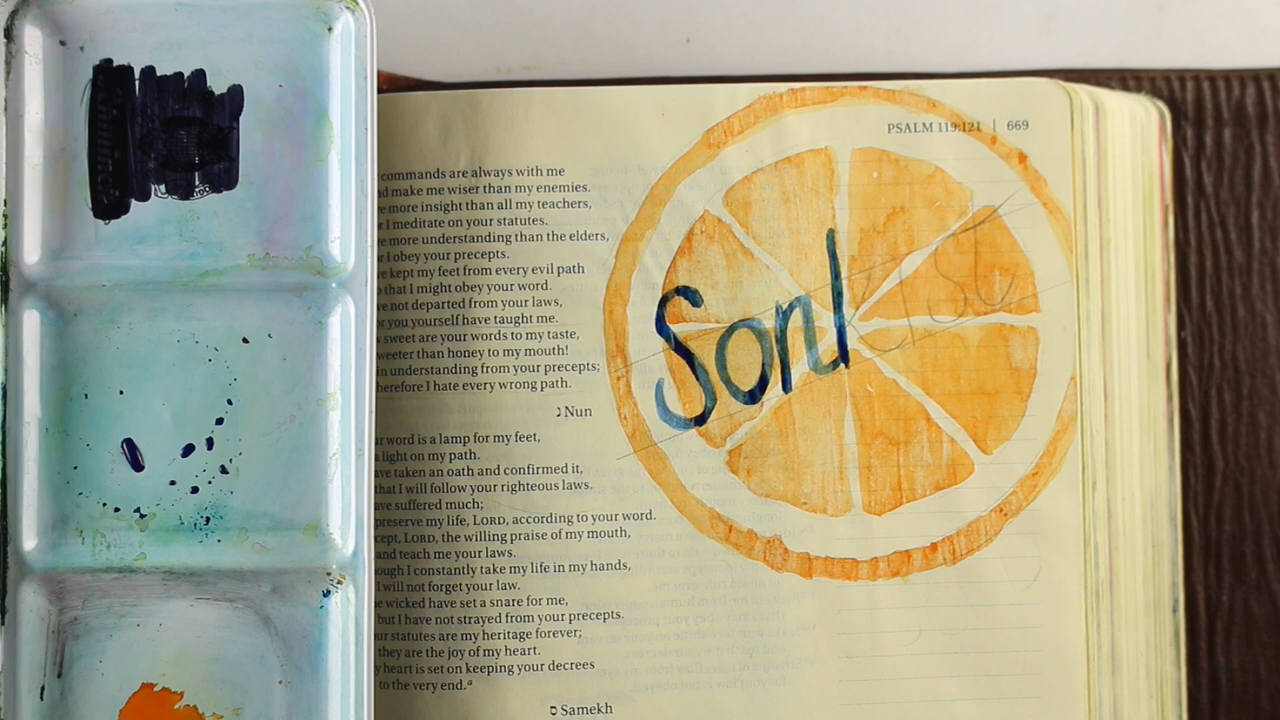 PSALM 119:121 | 669
commands are always with me
d make me wiser than my enemies.
e more insight than all my teachers,
r I meditate on your statutes.
e more understanding than the elders,
r I obey your precepts.
e kept my feet from every evil path
o that I might obey your word.
e not departed from your laws,
or you yourself have taught me.
sweet are your words to my taste,
weeter than honey to my mouth!
in understanding from your precepts;
herefore I hate every wrong path.
נ Nun
ur word is a lamp for my feet,
a light on my path.
ave taken an oath and confirmed it,
that I will follow your righteous laws.
ave suffered much;
preserve my life, LORD, according to your word.
cept, LORD, the willing praise of my mouth,
and teach me your laws.
ough I constantly take my life in my hands,
I will not forget your law.
e wicked have set a snare for me,
but I have not strayed from your precepts.
ur statutes are my heritage forever;
they are the joy of my heart.
y heart is set on keeping your decrees
to the very end.a
ס Samekh
SonkIST